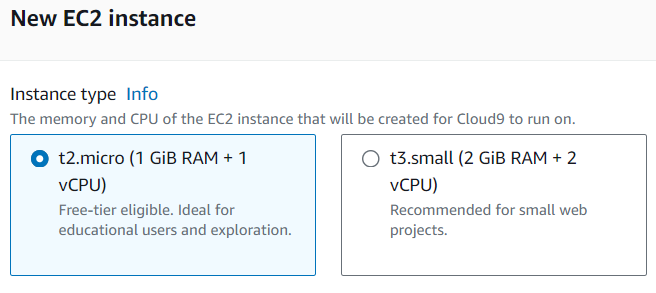 New EC2 instance
Instance type Info
The memory and CPU of the EC2 instance that will be created for Cloud9 to run on.
t2.micro (1 GiB RAM + 1
vCPU)
Free-tier eligible. Ideal for
educational users and exploration.
t3.small (2 GiB RAM + 2
vCPU)
Recommended for small web
projects.